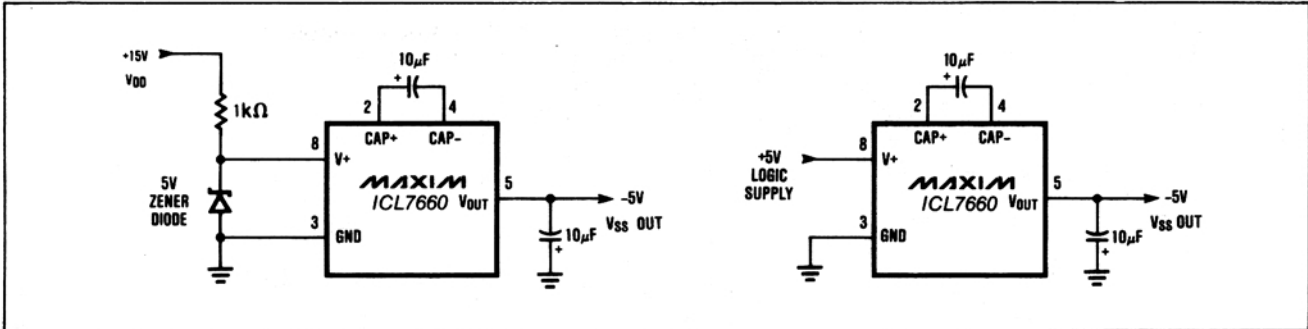 +15V
VDD
1kΩ
10μF
+
2
4
CAP+
CAP-
8
V+
5V
ZENER
DIODE
MAXIM
ICL7660
VOUT
5
-5V
VSS OUT
3
GND
10μF
+
10μF
+
2
4
CAP+
CAP-
8
V+
+5V
LOGIC
SUPPLY
MAXIM
ICL7660
VOUT
5
-5V
VSS OUT
3
GND
10μF
+